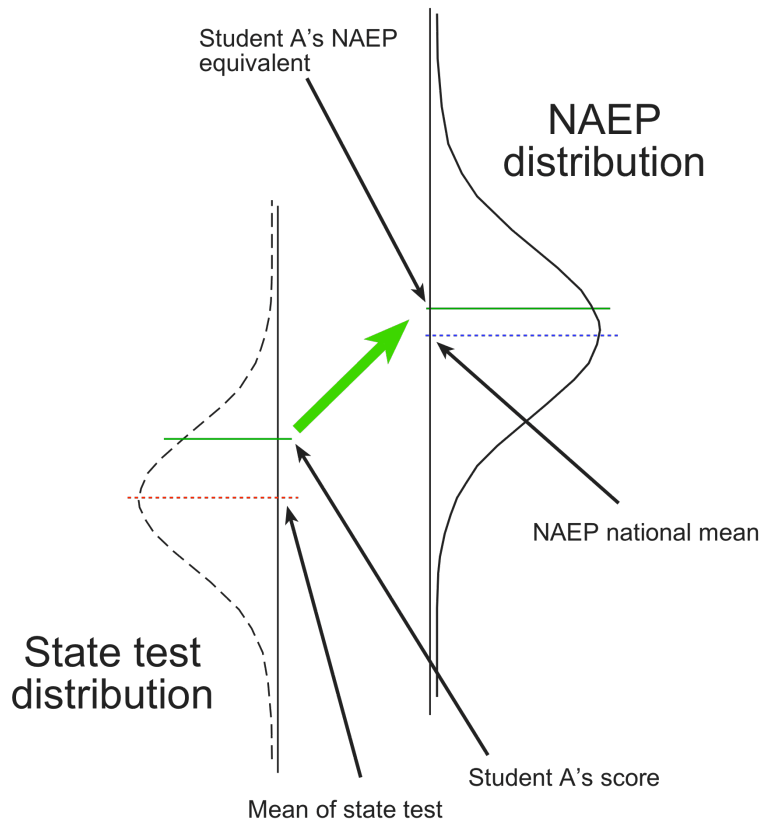 Student A’s NAEP
equivalent
NAEP
distribution
NAEP national mean
State test
distribution
Student A’s score
Mean of state test